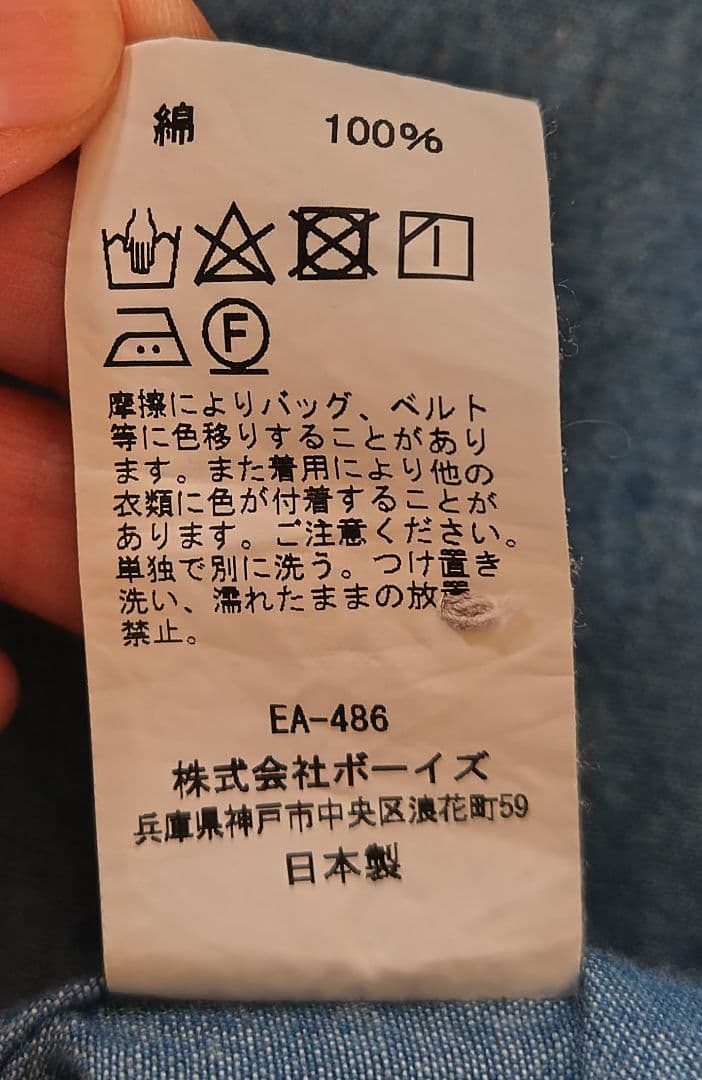 綿 100%
F
摩擦によりバッグ、ベルト
等に色移りすることがあり
ます。また着用により他の
衣類に色が付着することが
あります。ご注意ください。
単独で別に洗う。つけ置き
洗い、濡れたままの放置
禁止。
EA-486
株式会社ボーイズ
兵庫県神戸市中央区浪花町59
日本製